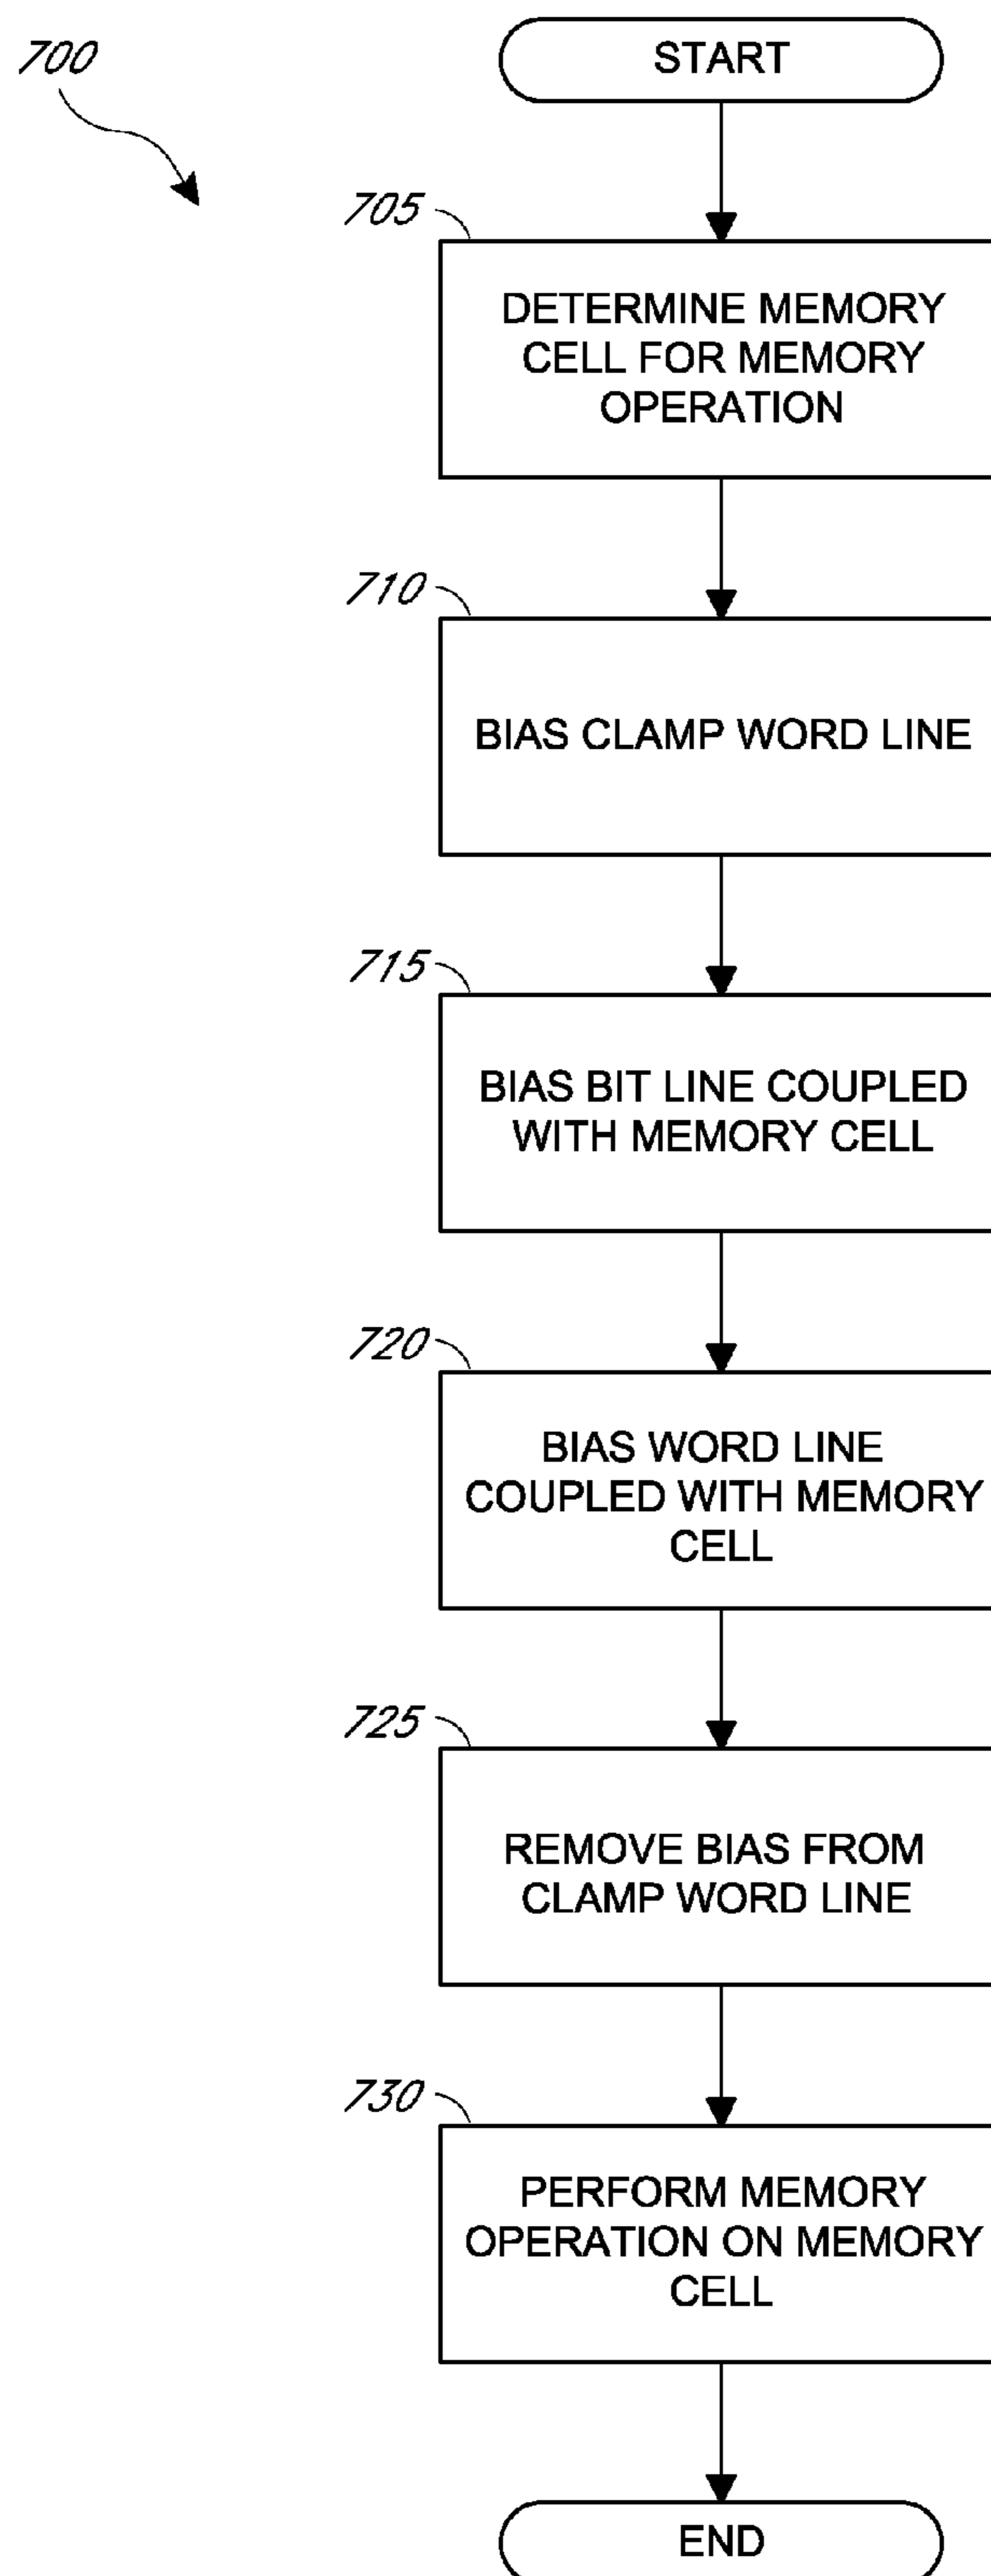 700
START
705
DETERMINE MEMORY
CELL FOR MEMORY
OPERATION
710
BIAS CLAMP WORD LINE
715
BIAS BIT LINE COUPLED
WITH MEMORY CELL
720
BIAS WORD LINE
COUPLED WITH MEMORY
CELL
725
REMOVE BIAS FROM
CLAMP WORD LINE
730
PERFORM MEMORY
OPERATION ON MEMORY
CELL
END